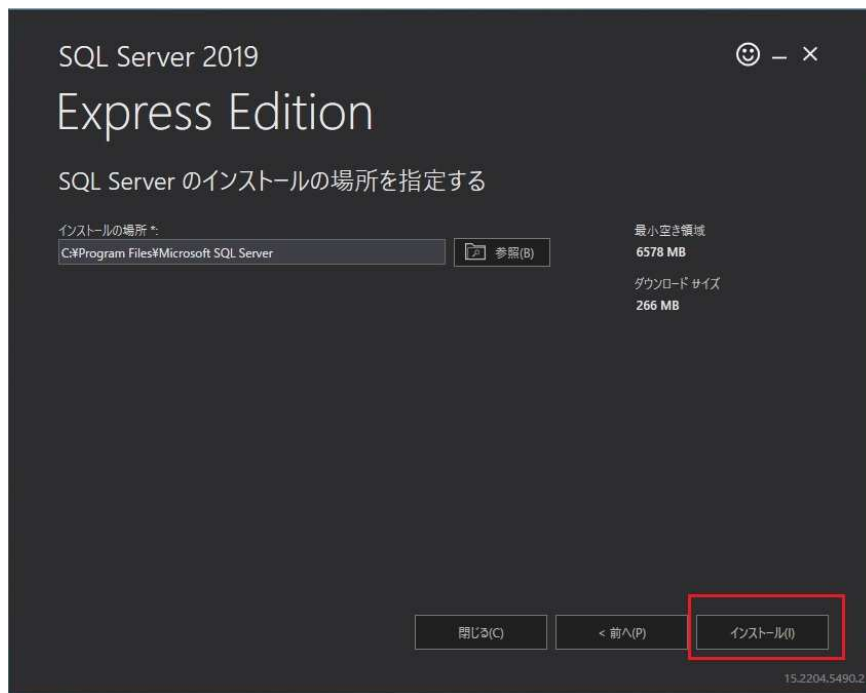 SQL Server 2019
Express Edition
SQL Server のインストールの場所を指定する
インストールの場所 *:
C:¥Program Files¥Microsoft SQL Server
参照(B)
最小空き領域
6578 MB
ダウンロード サイズ
266 MB
閉じる(C)
< 前へ(P)
インストール(I)
15.2204.5490.2